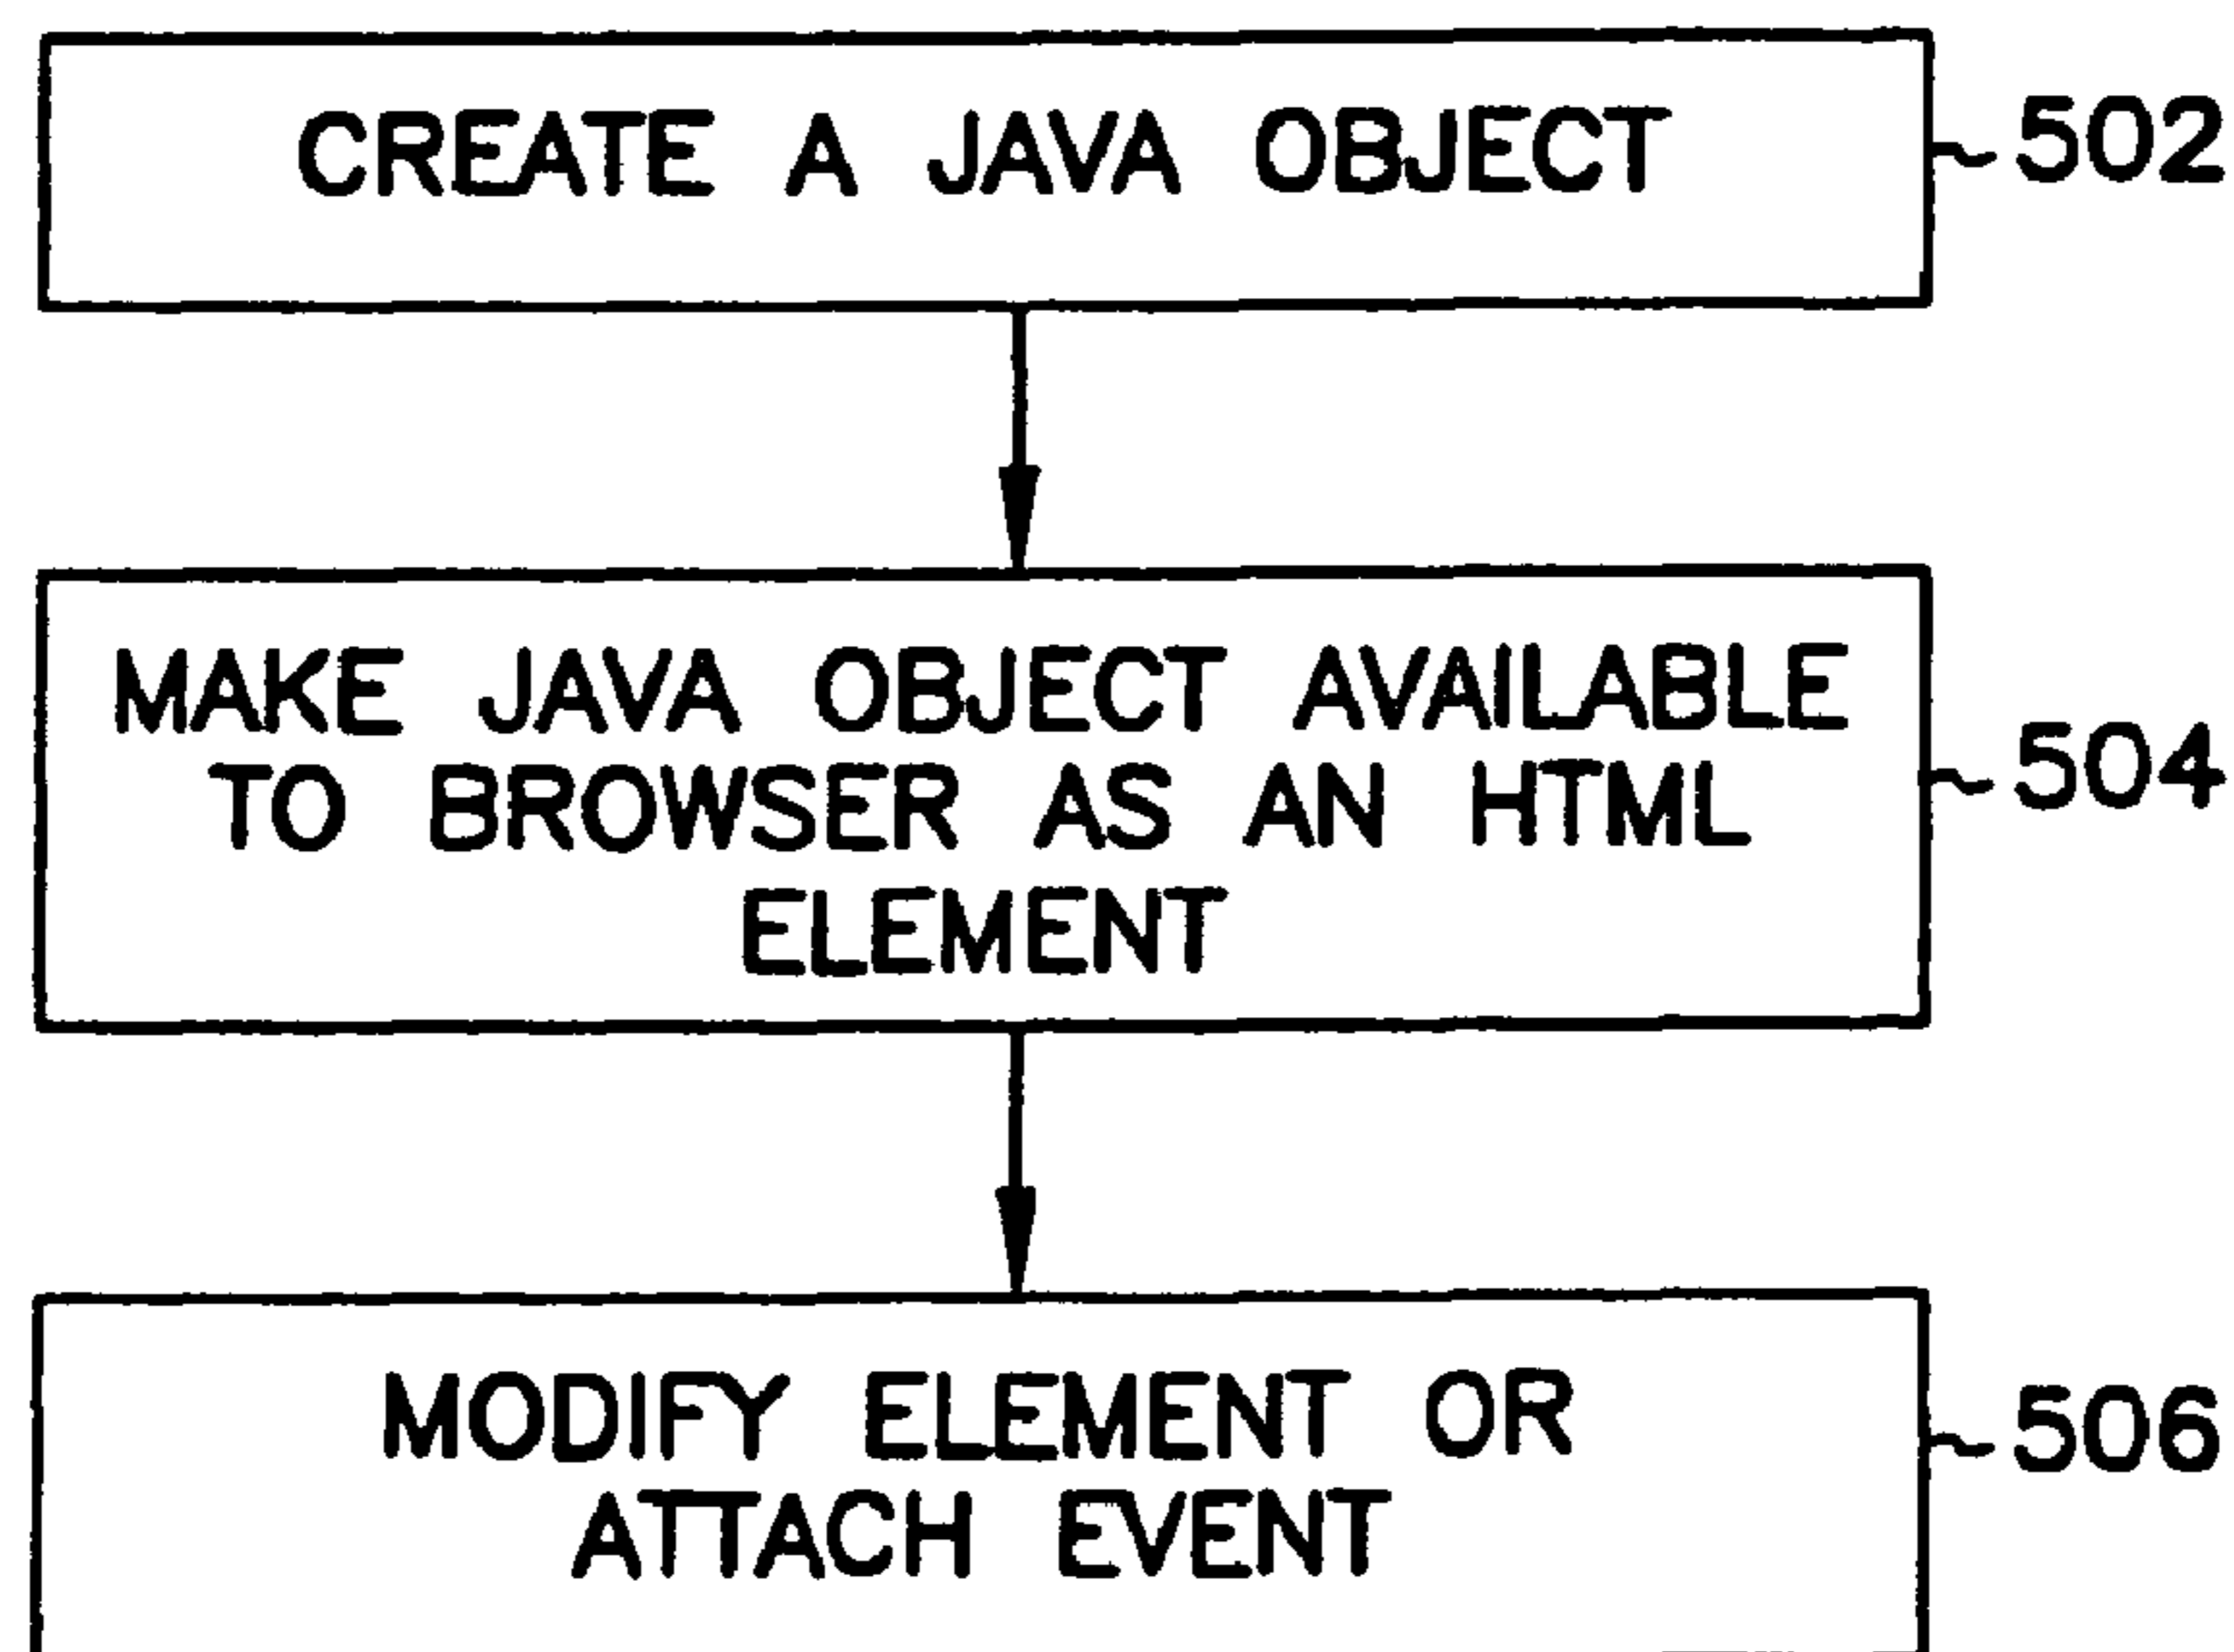 CREATE A JAVA OBJECT
502
MAKE JAVA OBJECT AVAILABLE
TO BROWSER AS AN HTML
ELEMENT
504
MODIFY ELEMENT OR
ATTACH EVENT
506